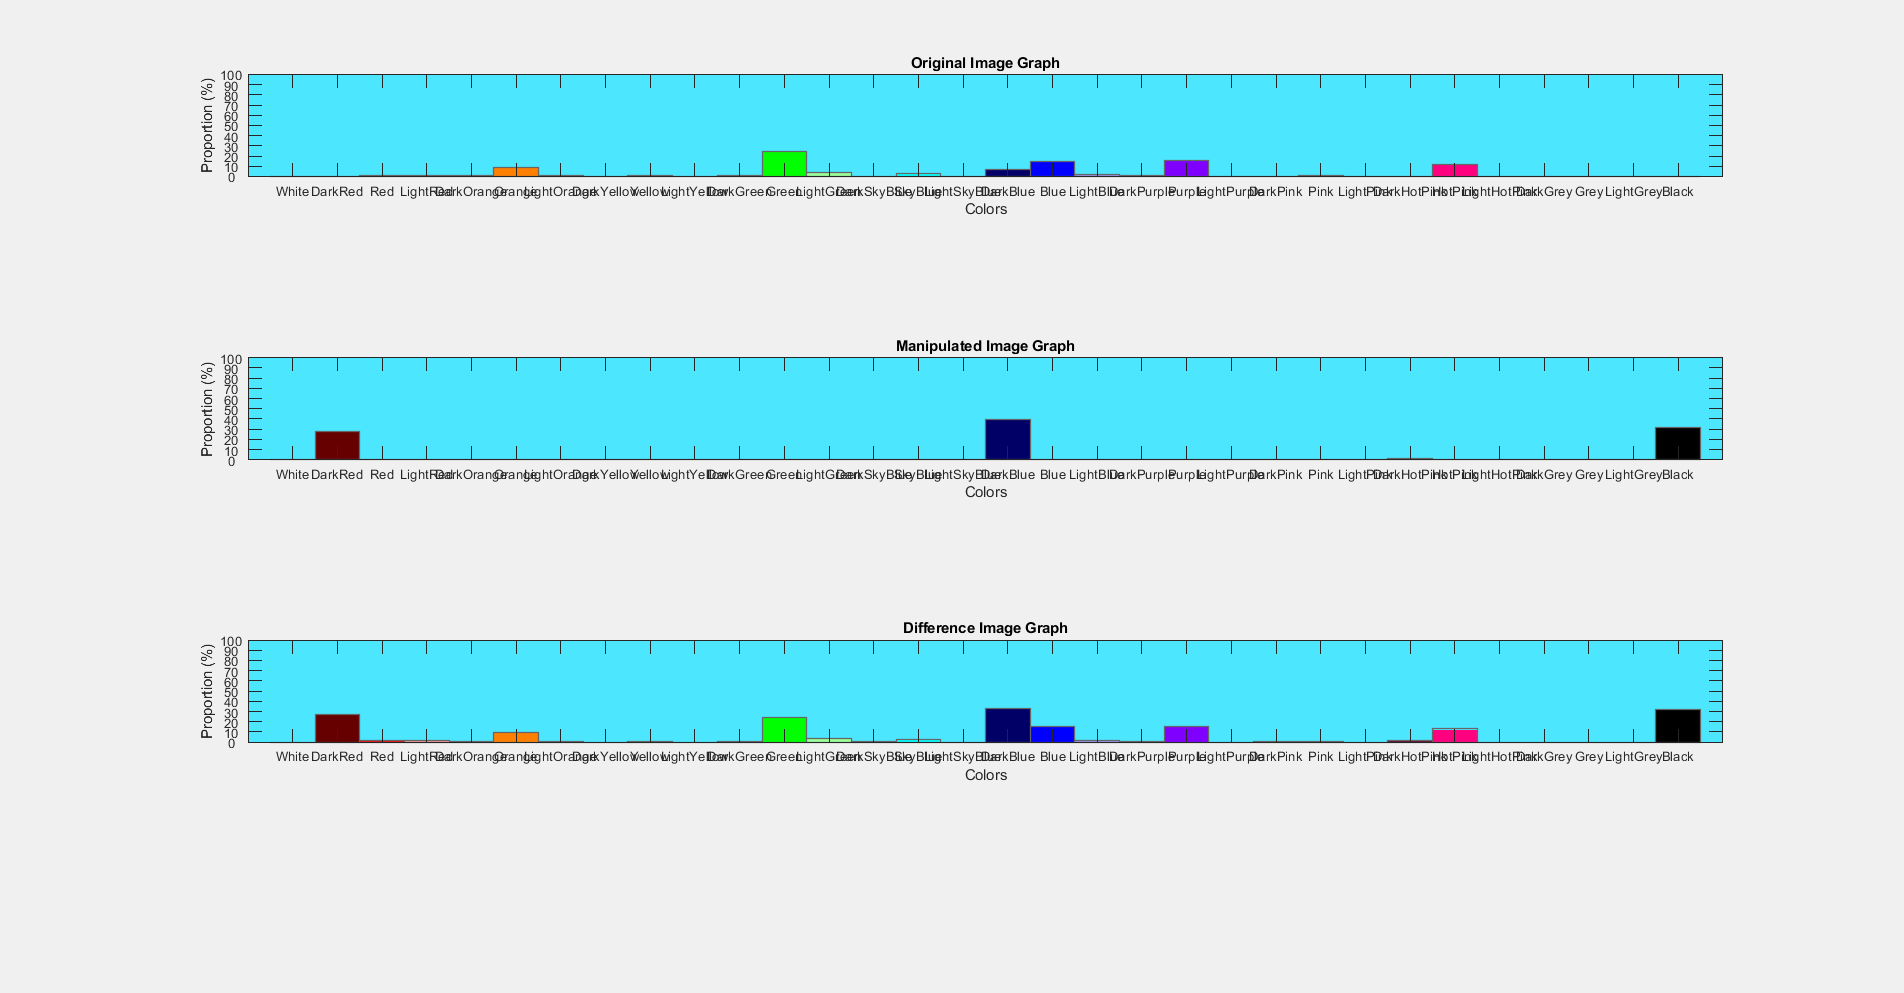 Original Image Graph
Proportion (%)
100
90
80
70
60
50
40
30
20
10
0
White DarkRed Red LightRed DarkOrange Orange LightOrange DarkYellow Yellow LightYellow DarkGreen Green LightGreen DarkSkyBlue SkyBlue LightSkyBlue DarkBlue Blue LightBlue DarkPurple Purple LightPurple DarkPink Pink LightPink DarkHotPink HotPink LightHotPink DarkGrey Grey LightGrey Black
Colors
Manipulated Image Graph
Proportion (%)
100
90
80
70
60
50
40
30
20
10
0
White DarkRed Red LightRed DarkOrange Orange LightOrange DarkYellow Yellow LightYellow DarkGreen Green LightGreen DarkSkyBlue SkyBlue LightSkyBlue DarkBlue Blue LightBlue DarkPurple Purple LightPurple DarkPink Pink LightPink DarkHotPink HotPink LightHotPink DarkGrey Grey LightGrey Black
Colors
Difference Image Graph
Proportion (%)
100
90
80
70
60
50
40
30
20
10
0
White DarkRed Red LightRed DarkOrange Orange LightOrange DarkYellow Yellow LightYellow DarkGreen Green LightGreen DarkSkyBlue SkyBlue LightSkyBlue DarkBlue Blue LightBlue DarkPurple Purple LightPurple DarkPink Pink LightPink DarkHotPink HotPink LightHotPink DarkGrey Grey LightGrey Black
Colors